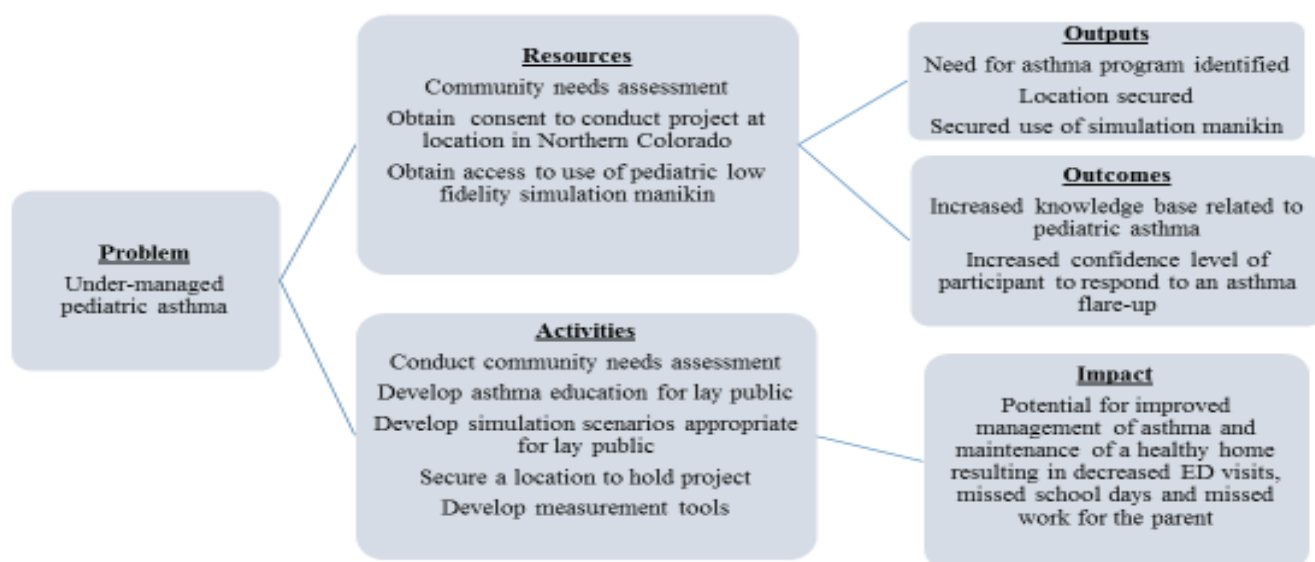 Problem
Under-managed
pediatric asthma
Resources
Community needs assessment
Obtain consent to conduct project at
location in Northern Colorado
Obtain access to use of pediatric low
fidelity simulation manikin
Activities
Conduct community needs assessment
Develop asthma education for lay public
Develop simulation scenarios appropriate
for lay public
Secure a location to hold project
Develop measurement tools
Outputs
Need for asthma program identified
Location secured
Secured use of simulation manikin
Outcomes
Increased knowledge base related to
pediatric asthma
Increased confidence level of
participant to respond to an asthma
flare-up
Impact
Potential for improved
management of asthma and
maintenance of a healthy home
resulting in decreased ED visits,
missed school days and missed
work for the parent